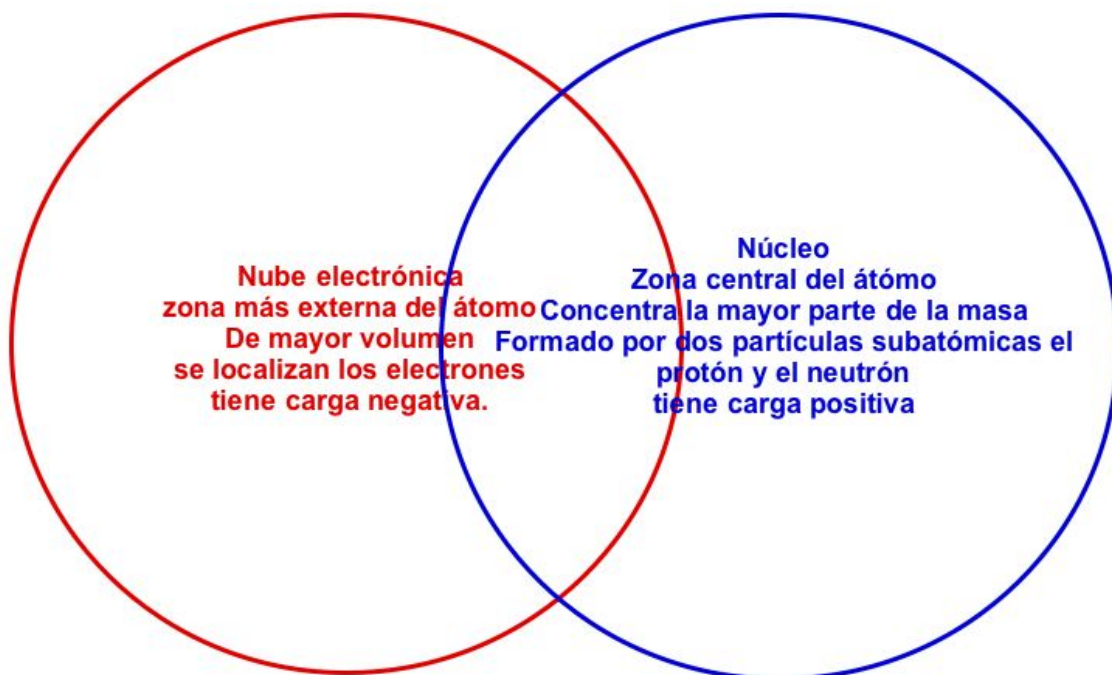 Nube electrónica
zona más externa del átomo
De mayor volumen
se localizan los electrones
tiene carga negativa.
Núcleo
Zona central del átómo
Concentra la mayor parte de la masa
Formado por dos partículas subatómicas el
protón y el neutrón
tiene carga positiva